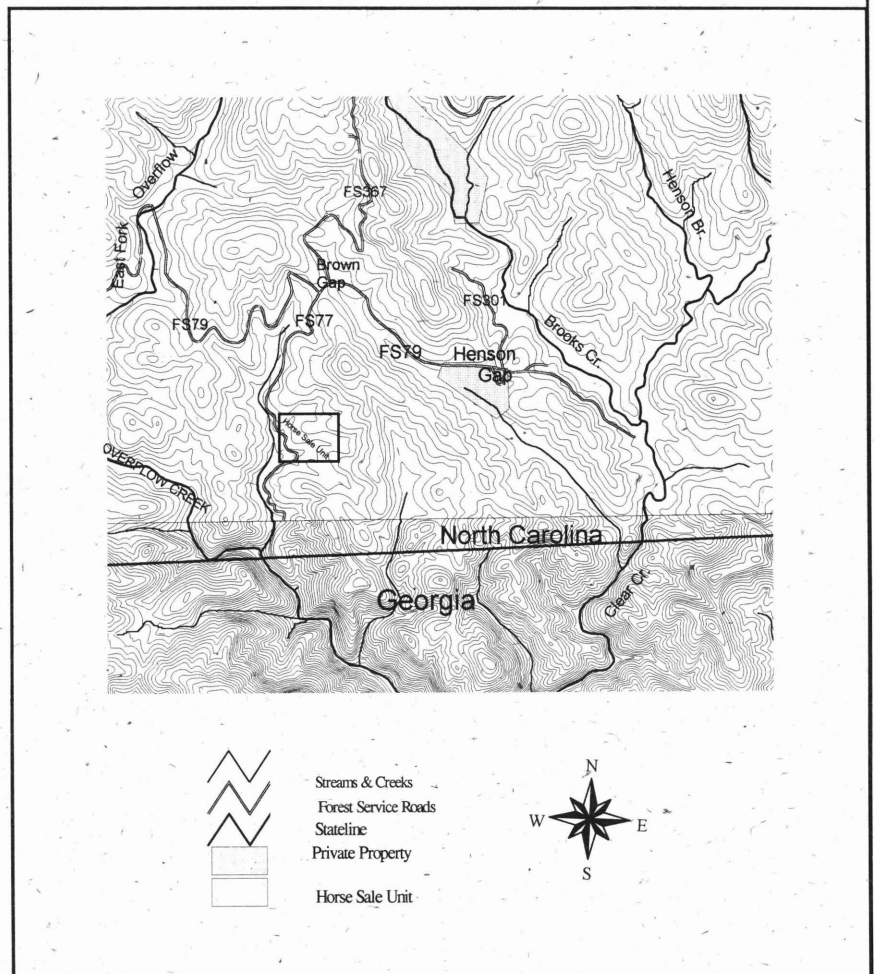 Overflow
East Fork
FS367
Henson Br.
Brown
Gap
FS301
FS79
FS77
FS79
Henson
Gap
Brooks Cr.
Horse Sale Unit
OVERFLOW CREEK
North Carolina
Georgia
Clear Cr.
Streams & Creeks
Forest Service Roads
Stateline
Private Property
Horse Sale Unit
N
W
E
S